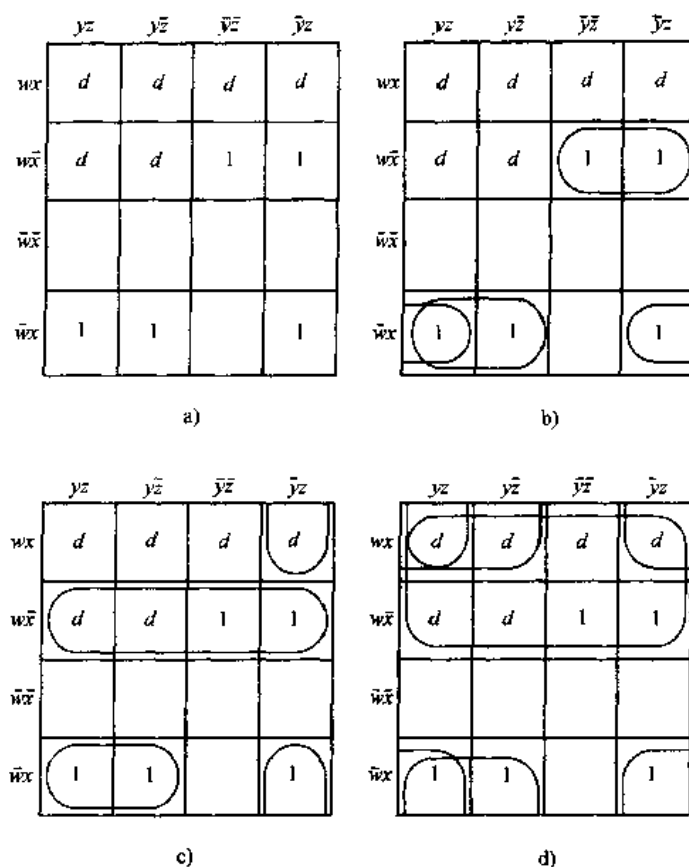 yz yz̄ ȳz̄ ȳz
wx d d d d
wx̄ d d 1 1
w̄x̄
w̄x 1 1 1
a)
yz yz̄ ȳz̄ ȳz
wx d d d d
wx̄ d d 1 1
w̄x̄
w̄x 1 1 1
b)
yz yz̄ ȳz̄ ȳz
wx d d d d
wx̄ d d 1 1
w̄x̄
w̄x 1 1 1
c)
yz yz̄ ȳz̄ ȳz
wx d d d d
wx̄ d d 1 1
w̄x̄
w̄x 1 1 1
d)